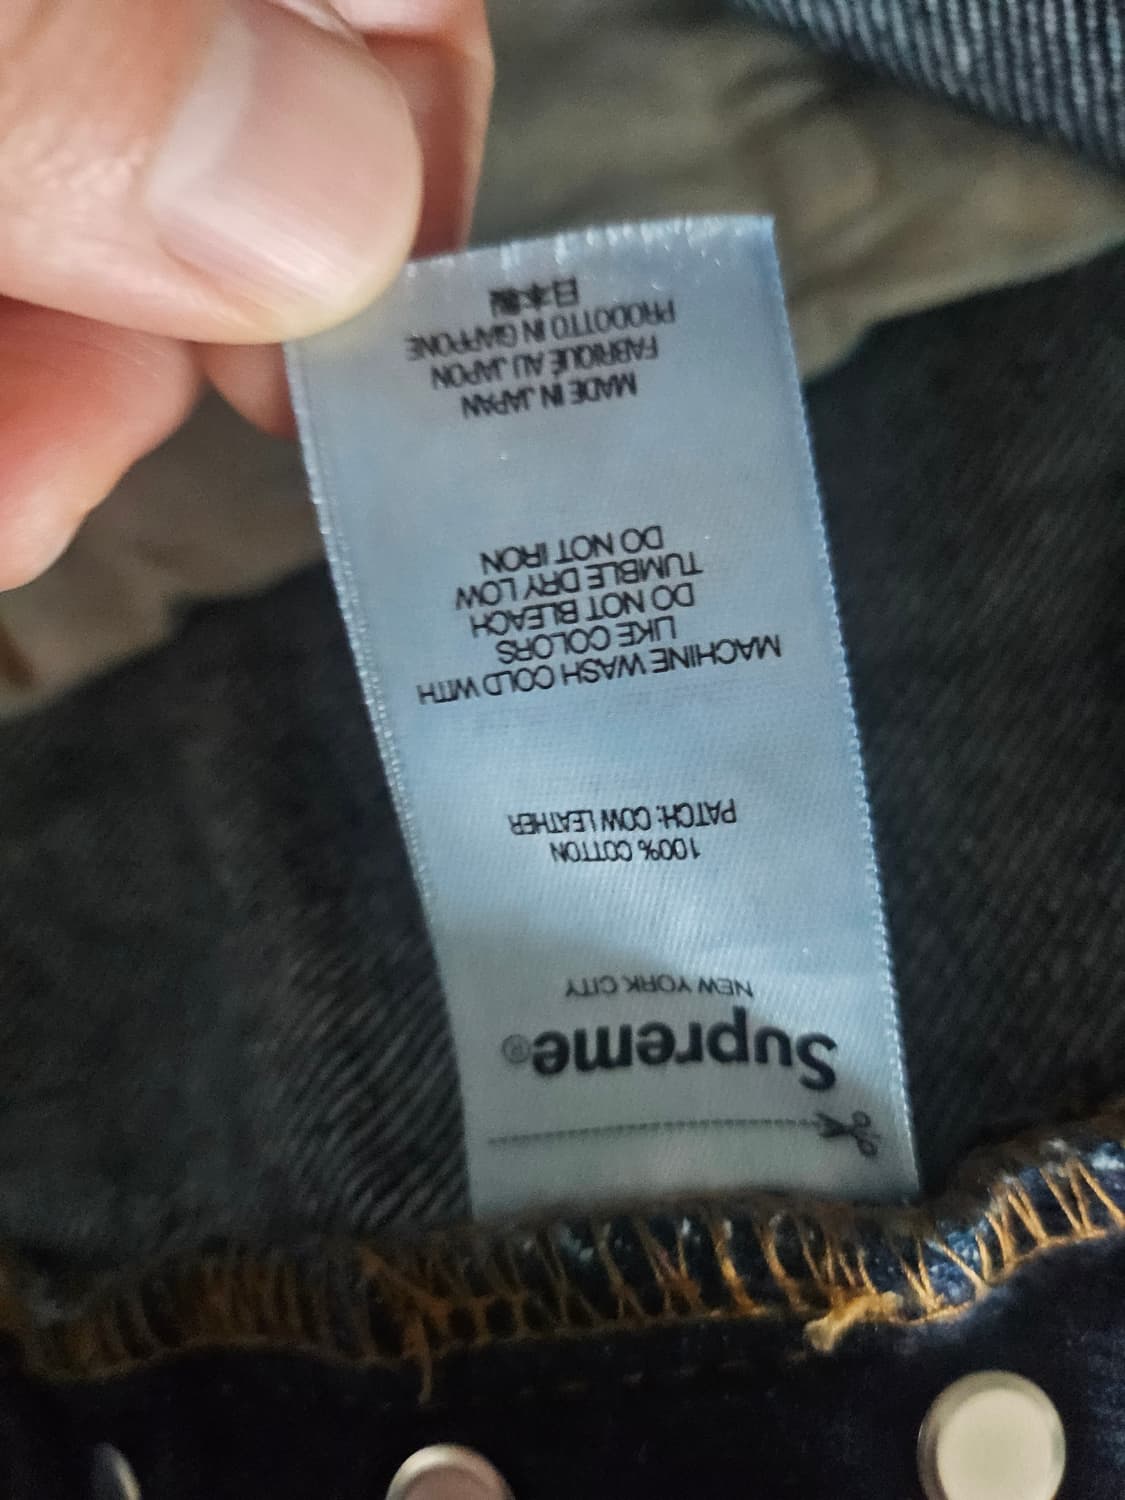 Supreme®
NEW YORK CITY
100% COTTON
PATCH: COW LEATHER
MACHINE WASH COLD WITH
LIKE COLORS
DO NOT BLEACH
TUMBLE DRY LOW
DO NOT IRON
MADE IN JAPAN
FABRIQUÉ AU JAPON
PRODOTTO IN GIAPPONE
日本製